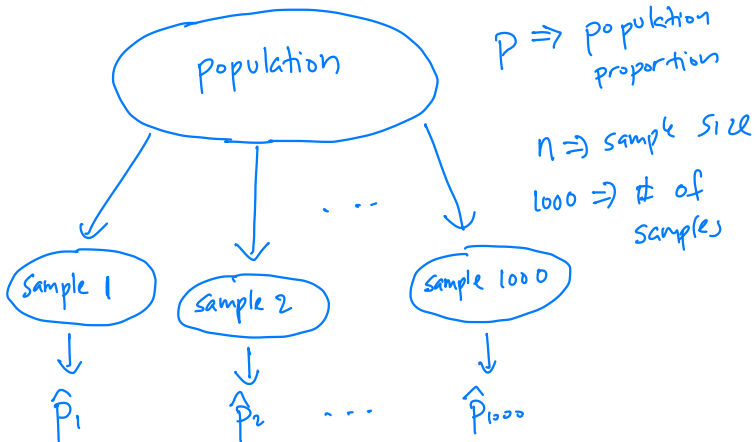 population
p ⇒ population
proportion
n ⇒ sample size
1000 ⇒ # of
samples
...
sample 1
sample 2
sample 1000
p̂₁
p̂₂
...
p̂₁₀₀₀